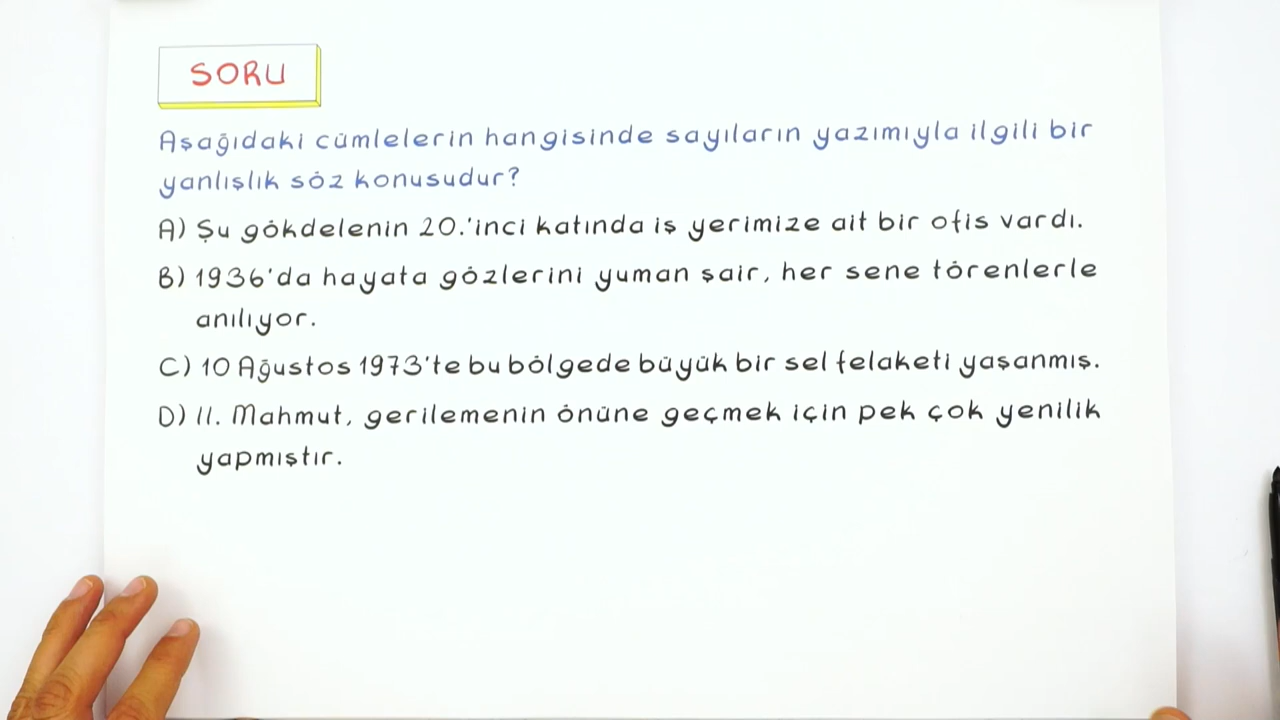 SORU
Aşağıdaki cümlelerin hangisinde sayıların yazımıyla ilgili bir
yanlışlık söz konusudur?
A) Şu gökdelenin 20.'inci katında iş yerimize ait bir ofis vardı.
B) 1936'da hayata gözlerini yuman şair, her sene törenlerle
anılıyor.
C) 10 Ağustos 1973'te bu bölgede büyük bir sel felaketi yaşanmış.
D) II. Mahmut, gerilemenin önüne geçmek için pek çok yenilik
yapmıştır.